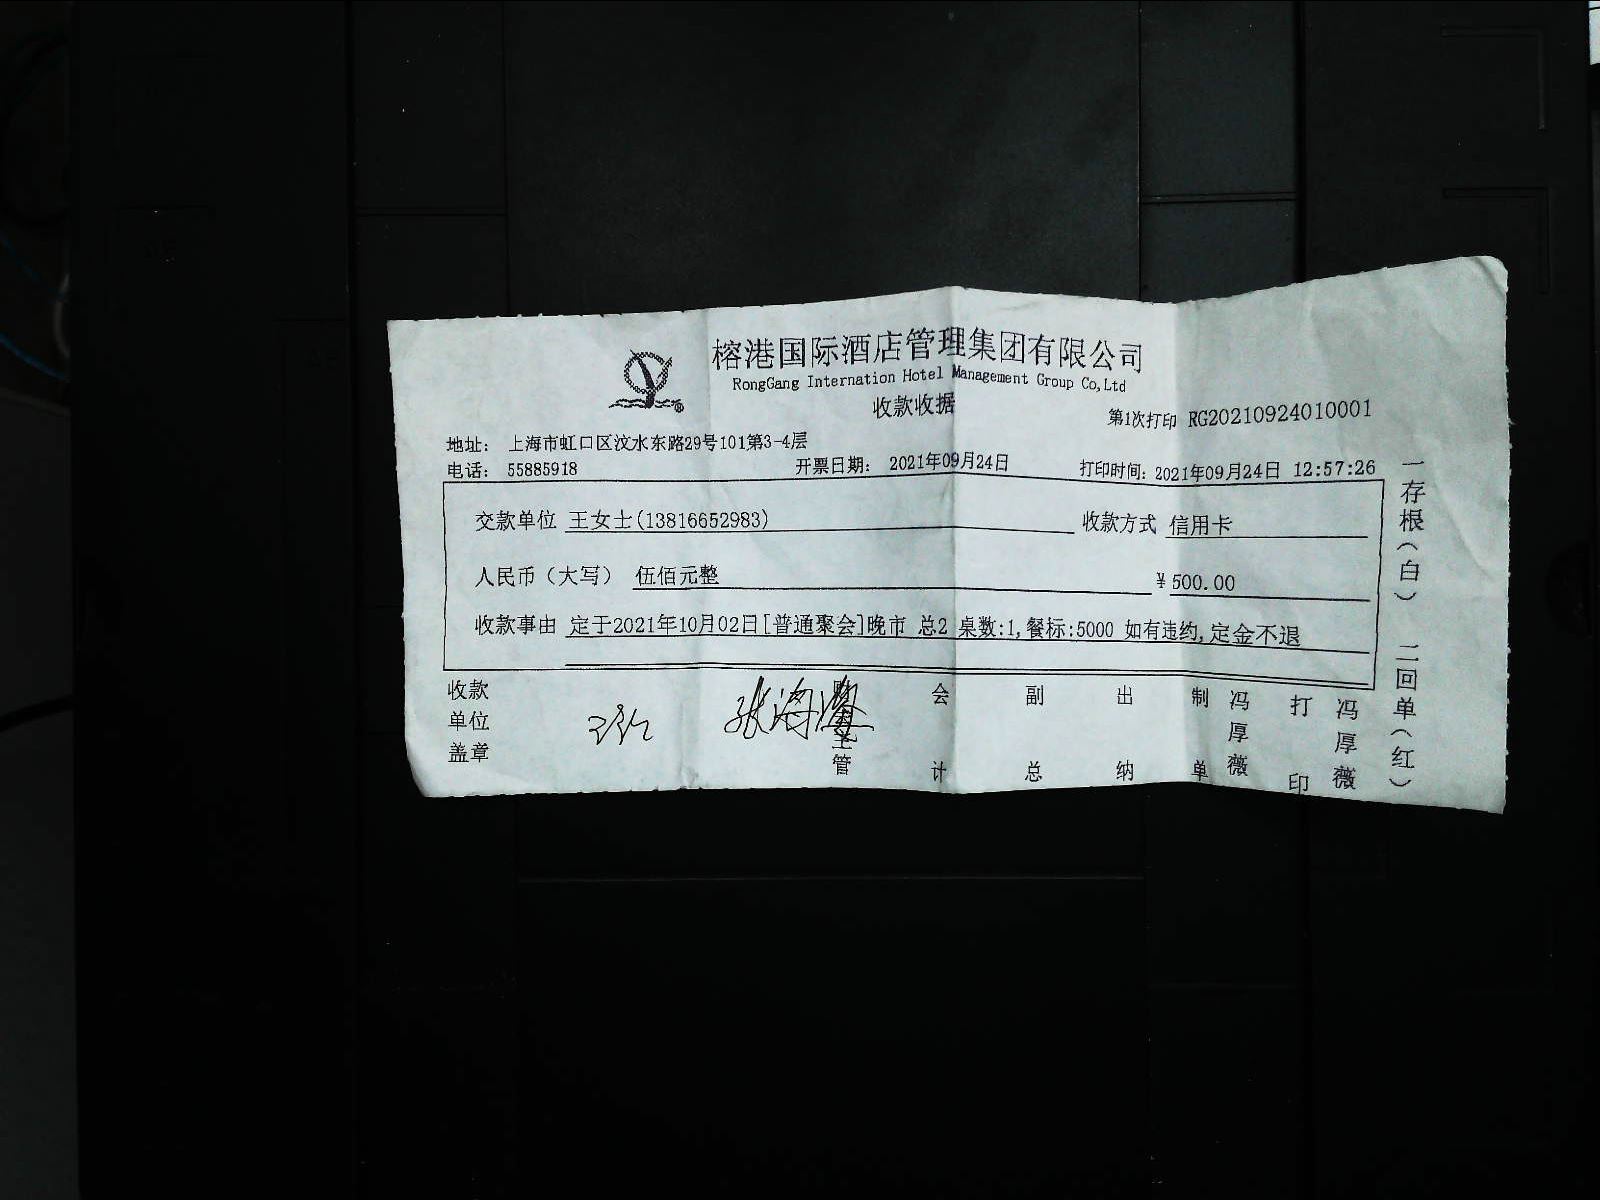 榕港国际酒店管理集团有限公司
RongGang Internation Hotel Management Group Co,Ltd
收款收据
第1次打印 RG20210924010001
地址： 上海市虹口区汶水东路29号101第3-4层
电话： 55885918 开票日期： 2021年09月24日 打印时间: 2021年09月24日 12:57:26
交款单位 王女士(13816652983) 收款方式 信用卡
人民币（大写） 伍佰元整 ¥500.00
收款事由 定于2021年10月02日[普通聚会]晚市 总2 桌数:1,餐标:5000 如有违约,定金不退
收款单位盖章 主管 会计 副总 出纳 制单 冯厚薇 打印 冯厚薇
一存根（白） 二回单（红）